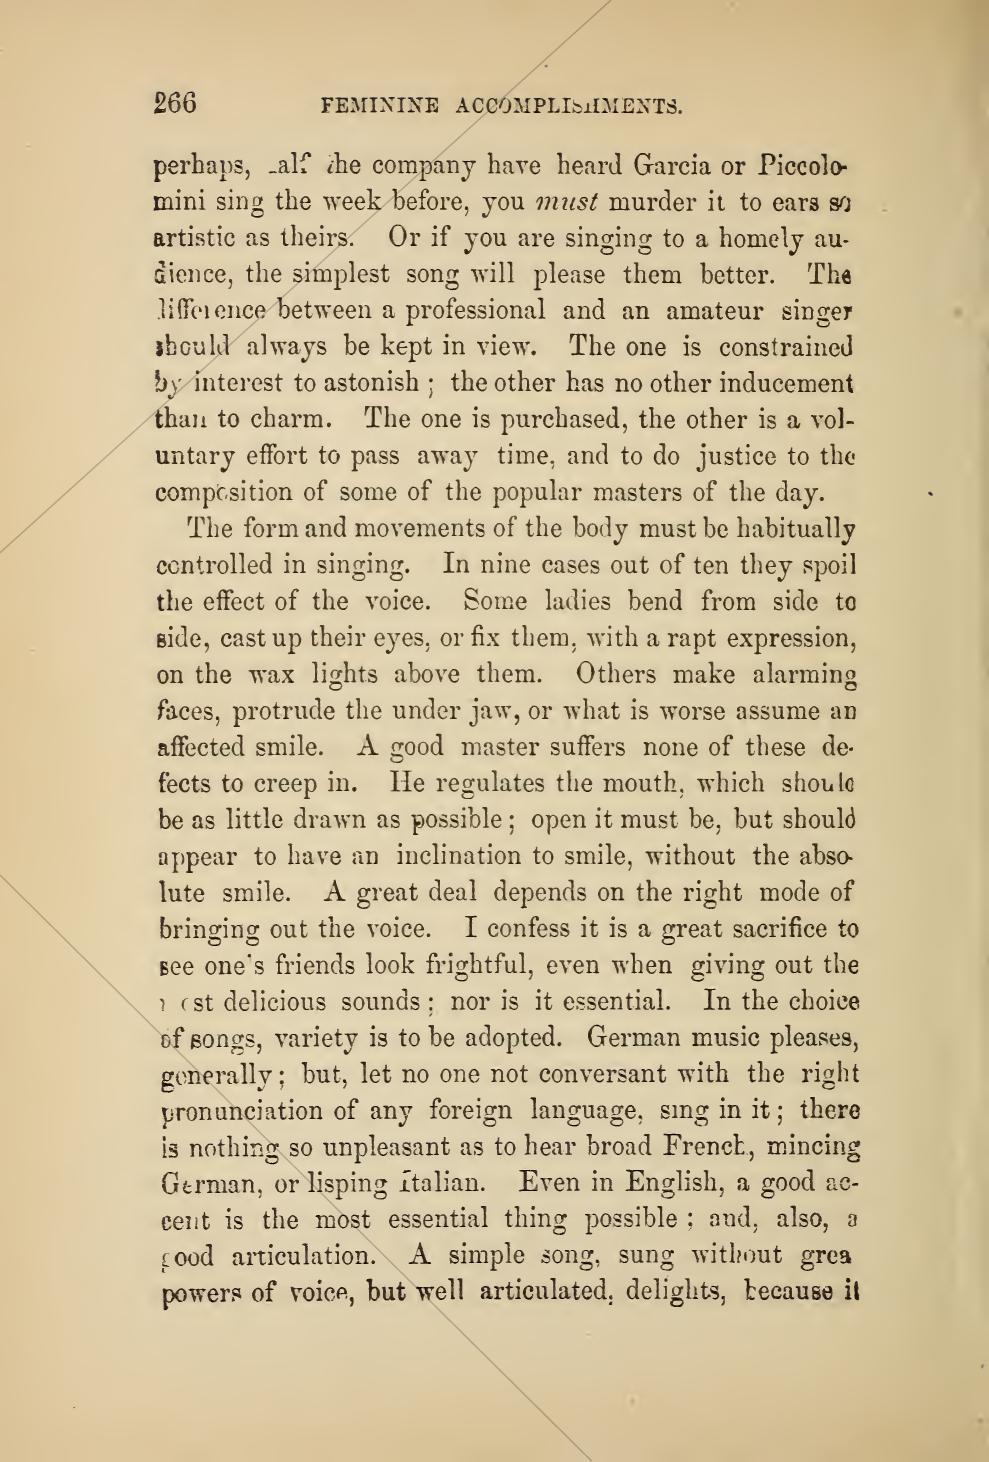 266 FEMININE ACCOMPLISHMENTS.
perhaps, half the company have heard Garcia or Piccolo-
mini sing the week before, you must murder it to ears so
artistic as theirs. Or if you are singing to a homely au-
dience, the simplest song will please them better. The
difference between a professional and an amateur singer
should always be kept in view. The one is constrained
by interest to astonish ; the other has no other inducement
than to charm. The one is purchased, the other is a vol-
untary effort to pass away time, and to do justice to the
composition of some of the popular masters of the day.
The form and movements of the body must be habitually
controlled in singing. In nine cases out of ten they spoil
the effect of the voice. Some ladies bend from side to
side, cast up their eyes, or fix them, with a rapt expression,
on the wax lights above them. Others make alarming
faces, protrude the under jaw, or what is worse assume an
affected smile. A good master suffers none of these de-
fects to creep in. He regulates the mouth, which should
be as little drawn as possible ; open it must be, but should
appear to have an inclination to smile, without the abso-
lute smile. A great deal depends on the right mode of
bringing out the voice. I confess it is a great sacrifice to
see one's friends look frightful, even when giving out the
most delicious sounds ; nor is it essential. In the choice
of songs, variety is to be adopted. German music pleases,
generally ; but, let no one not conversant with the right
pronunciation of any foreign language, sing in it ; there
is nothing so unpleasant as to hear broad French, mincing
German, or lisping Italian. Even in English, a good ac-
cent is the most essential thing possible ; and, also, a
good articulation. A simple song, sung without grea
powers of voice, but well articulated, delights, because it